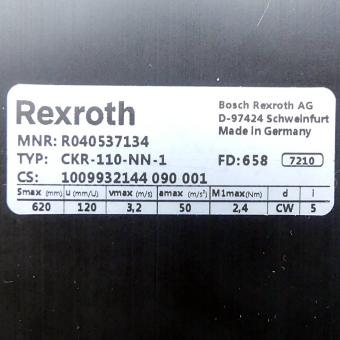 Rexroth
Bosch Rexroth AG
D-97424 Schweinfurt
Made in Germany
MNR: R040537134
TYP: CKR-110-NN-1 FD: 658 7210
CS: 1009932144 090 001
Smax (mm) u (mm/U) vmax (m/s) amax (m/s²) M1max(Nm) d i
620 120 3,2 50 2,4 CW 5